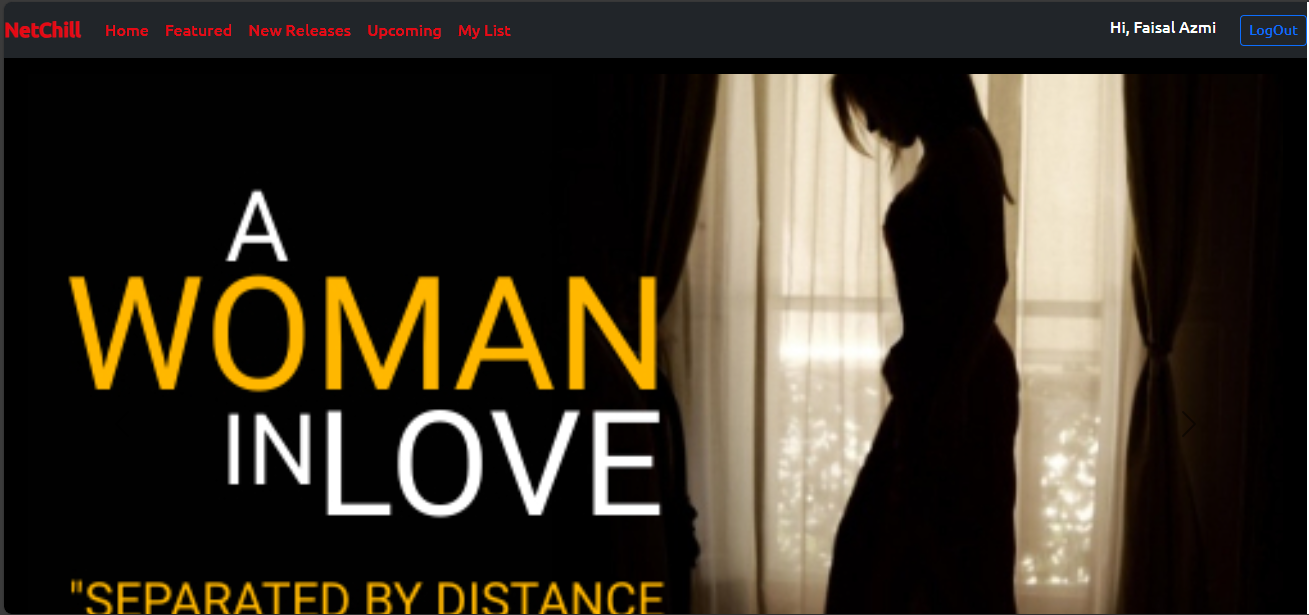 NetChill Home Featured New Releases Upcoming My List Hi, Faisal Azmi LogOut
A
WOMAN
IN LOVE
"SEPARATED BY DISTANCE